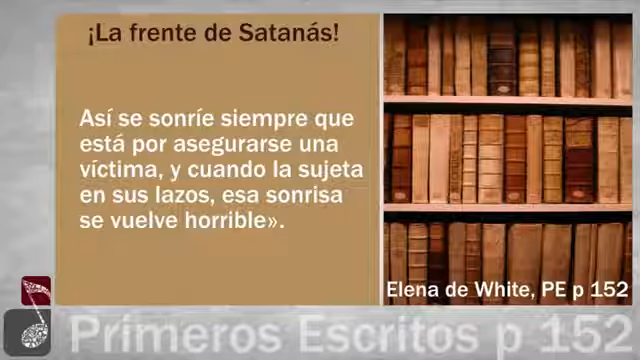 ¡La frente de Satanás!
Así se sonríe siempre que
está por asegurarse una
víctima, y cuando la sujeta
en sus lazos, esa sonrisa
se vuelve horrible».
Elena de White, PE p 152
Primeros Escritos p 152